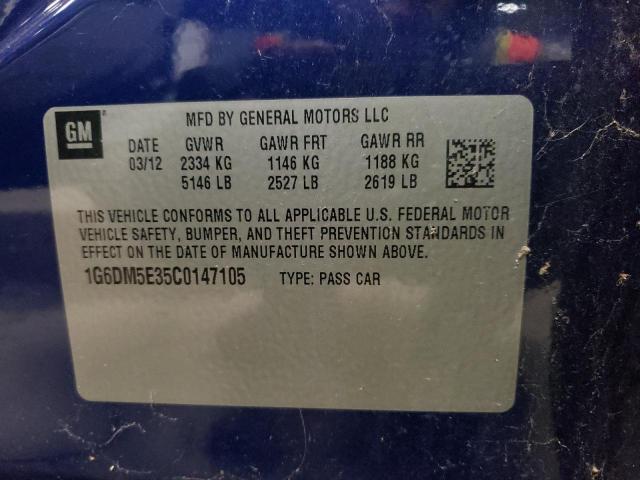 GM
MFD BY GENERAL MOTORS LLC
DATE GVWR GAWR FRT GAWR RR
03/12 2334 KG 1146 KG 1188 KG
5146 LB 2527 LB 2619 LB
THIS VEHICLE CONFORMS TO ALL APPLICABLE U.S. FEDERAL MOTOR
VEHICLE SAFETY, BUMPER, AND THEFT PREVENTION STANDARDS IN
EFFECT ON THE DATE OF MANUFACTURE SHOWN ABOVE.
1G6DM5E35C0147105 TYPE: PASS CAR